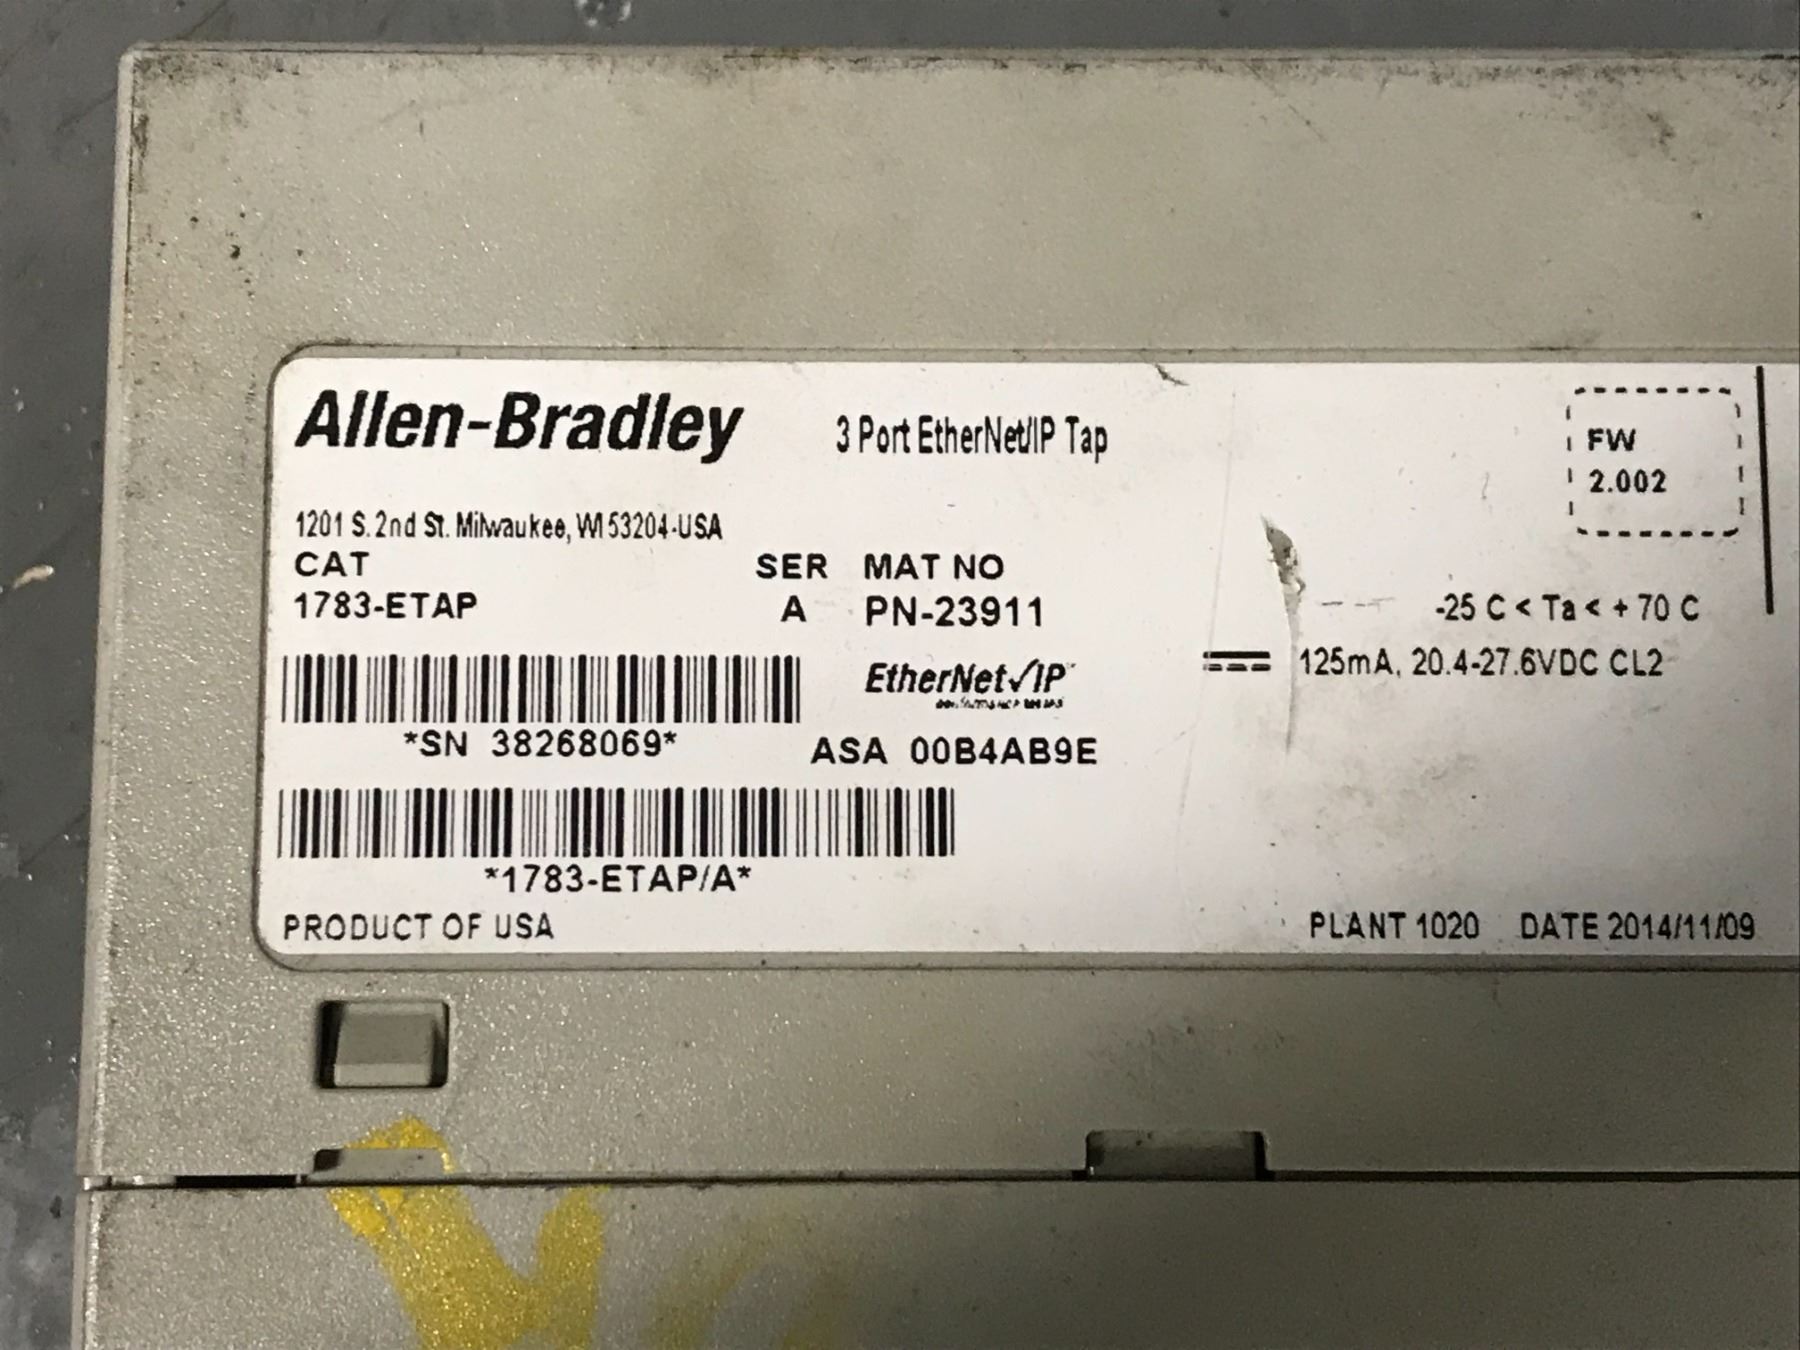 Allen-Bradley 3 Port EtherNet/IP Tap
FW
2.002
1201 S. 2nd St. Milwaukee, WI 53204-USA
CAT SER MAT NO
1783-ETAP A PN-23911
-25 C < Ta < + 70 C
125mA, 20.4-27.6VDC CL2
EtherNet/IP
*SN 38268069* ASA 00B4AB9E
*1783-ETAP/A*
PRODUCT OF USA PLANT 1020 DATE 2014/11/09